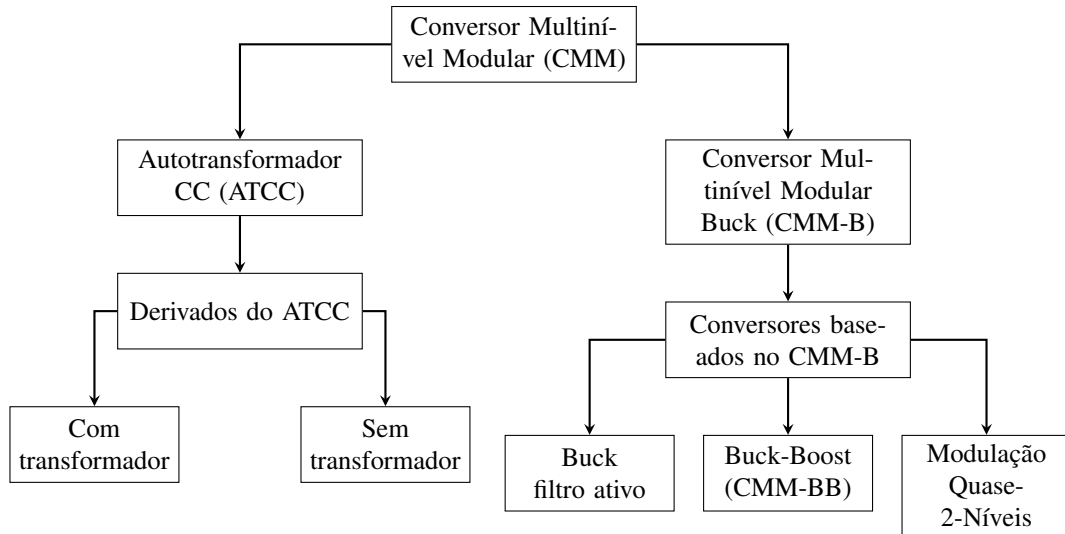 Conversor Multiní-
vel Modular (CMM)
Autotransformador
CC (ATCC)
Conversor Mul-
tinível Modular
Buck (CMM-B)
Derivados do ATCC
Conversores base-
ados no CMM-B
Com
transformador
Sem
transformador
Buck
filtro ativo
Buck-Boost
(CMM-BB)
Modulação
Quase-
2-Níveis